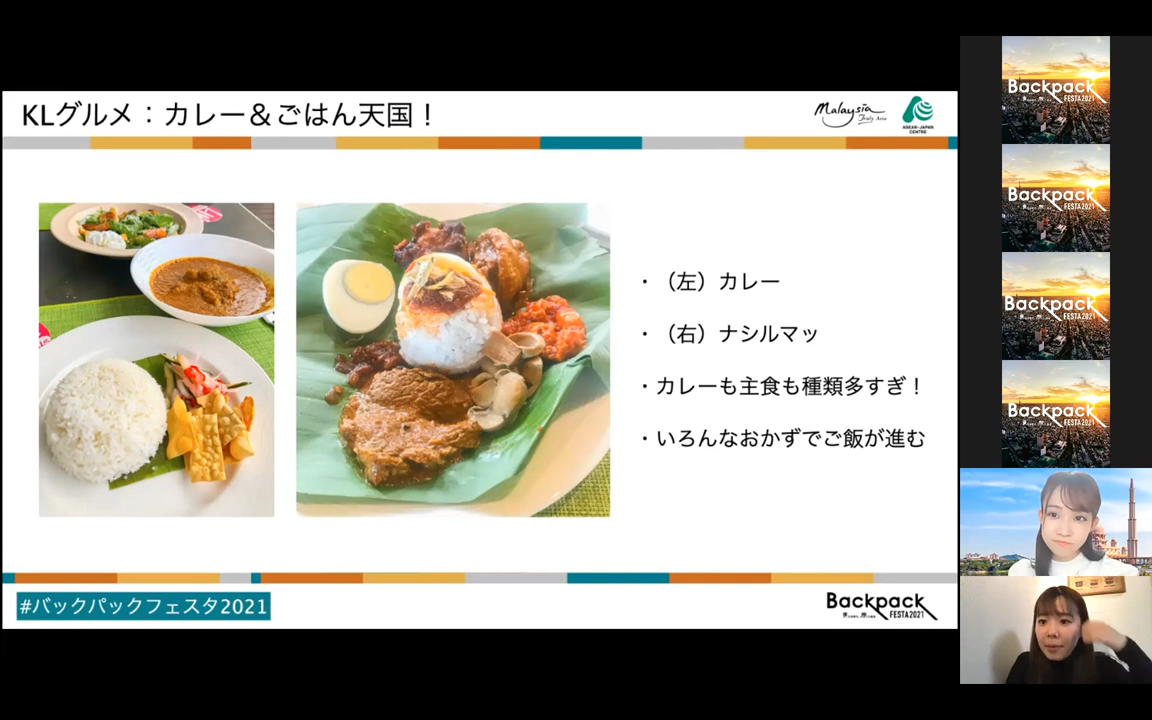 KLグルメ：カレー＆ごはん天国！
Malaysia
Truly Asia
ASEAN-JAPAN
CENTRE
・（左）カレー
・（右）ナシルマッ
・カレーも主食も種類多すぎ！
・いろんなおかずでご飯が進む
#バックパックフェスタ2021
Backpack
FESTA2021
Backpack
FESTA2021
Backpack
FESTA2021
Backpack
FESTA2021
Backpack
FESTA2021